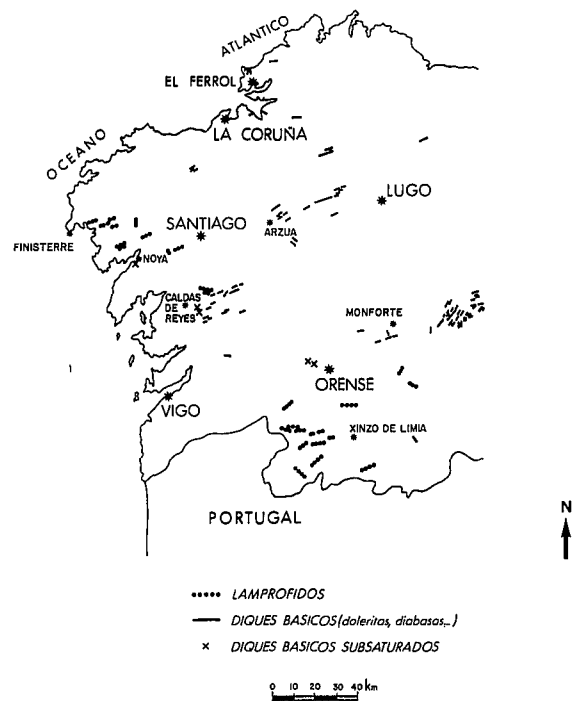 ATLANTICO
EL FERROL
LA CORUÑA
OCEANO
LUGO
SANTIAGO
ARZUA
FINISTERRE
NOYA
CALDAS
DE
REYES
MONFORTE
ORENSE
VIGO
XINZO DE LIMIA
PORTUGAL
N
LAMPROFIDOS
DIQUES BASICOS (doleritas, diabasas,...)
DIQUES BASICOS SUBSATURADOS
0 10 20 30 40 km